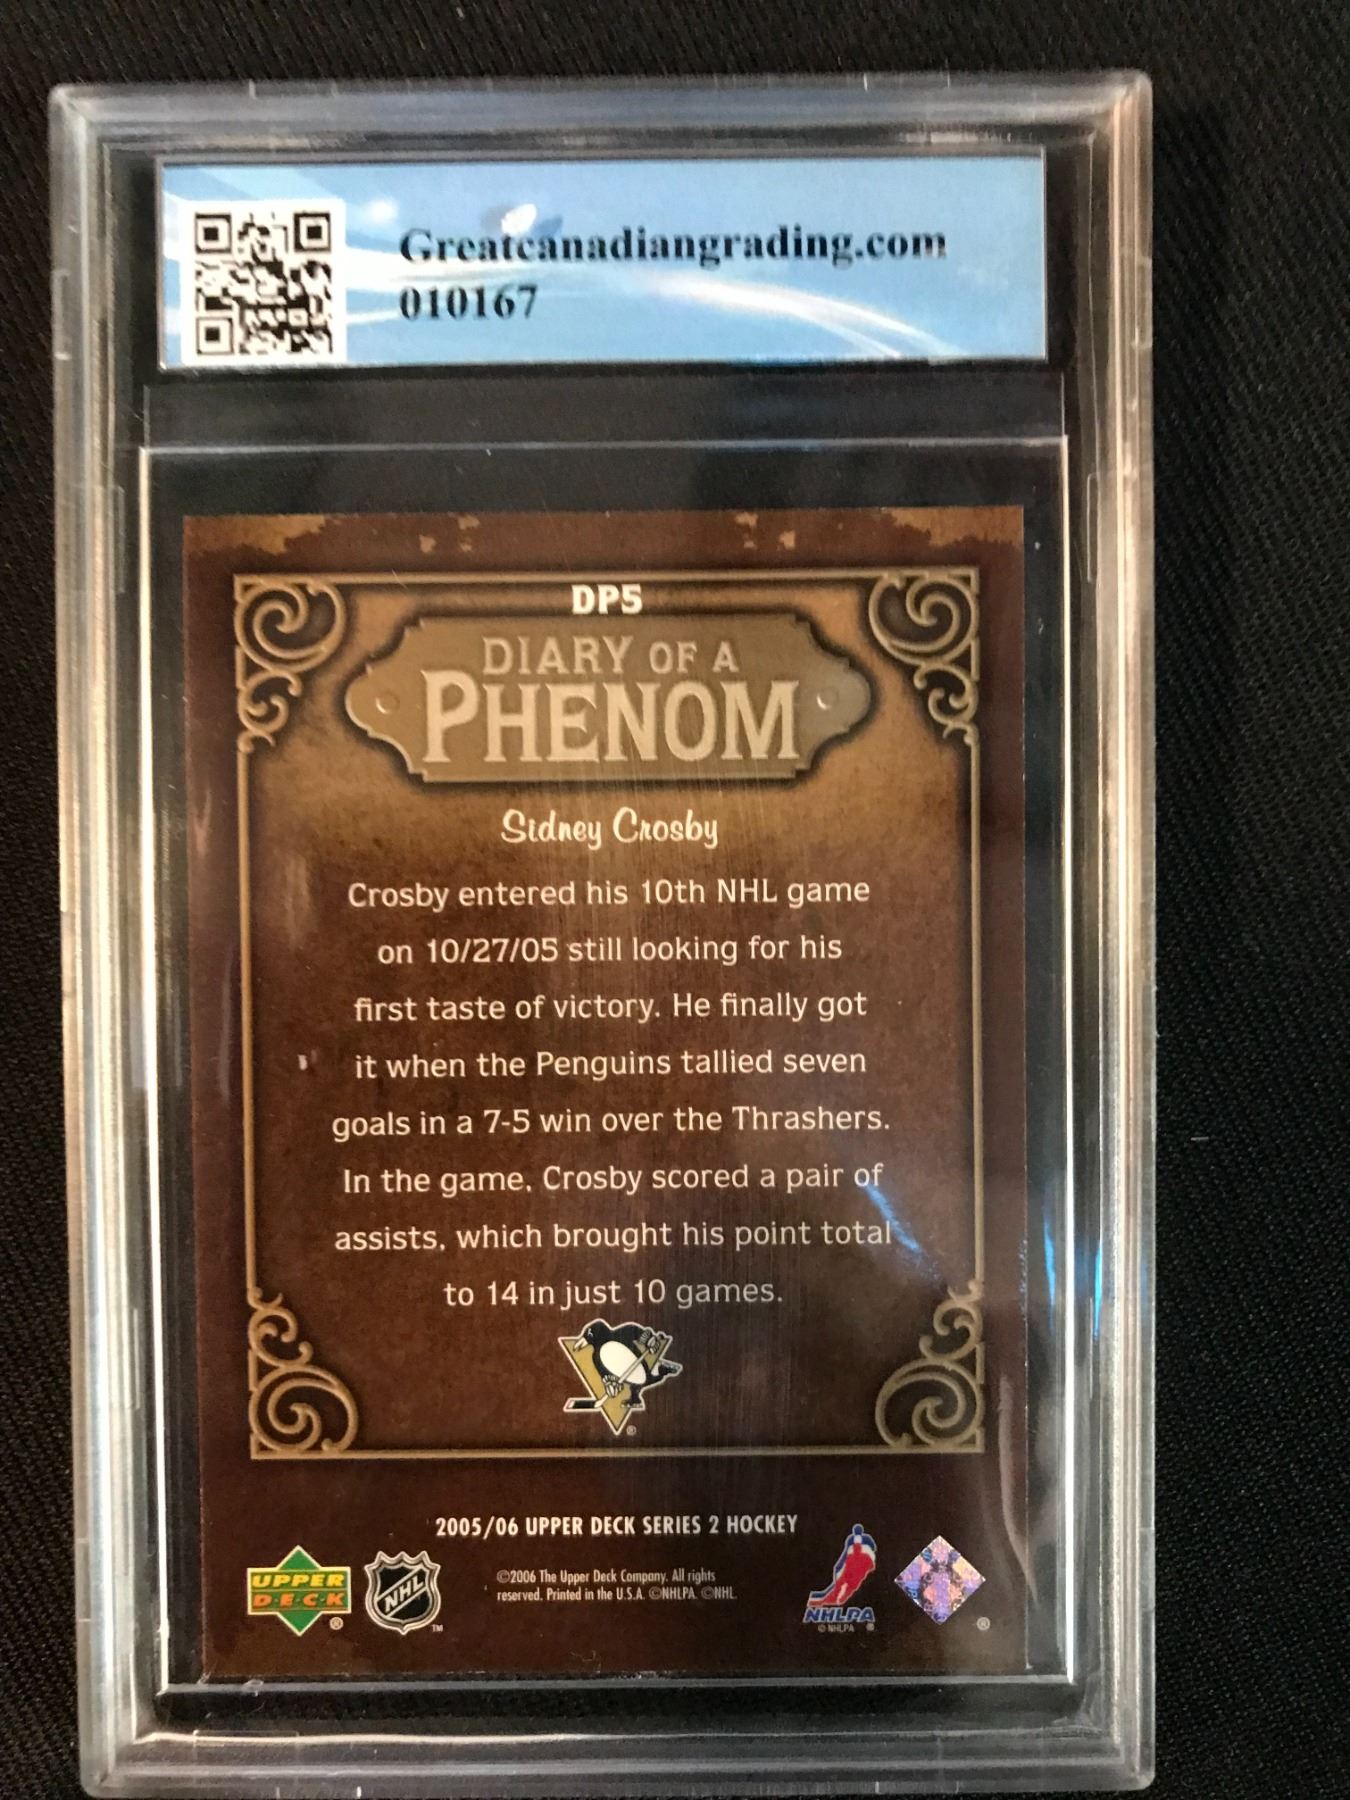 Greatcanadiangrading.com
010167
DP5
DIARY OF A
PHENOM
Sidney Crosby
Crosby entered his 10th NHL game
on 10/27/05 still looking for his
first taste of victory. He finally got
it when the Penguins tallied seven
goals in a 7-5 win over the Thrashers.
In the game, Crosby scored a pair of
assists, which brought his point total
to 14 in just 10 games.
®
2005/06 UPPER DECK SERIES 2 HOCKEY
UPPER
D·E·C·K
®
NHL
TM
©2006 The Upper Deck Company. All rights
reserved. Printed in the U.S.A. ©NHLPA. ©NHL.
NHLPA
© NHLPA ®
®